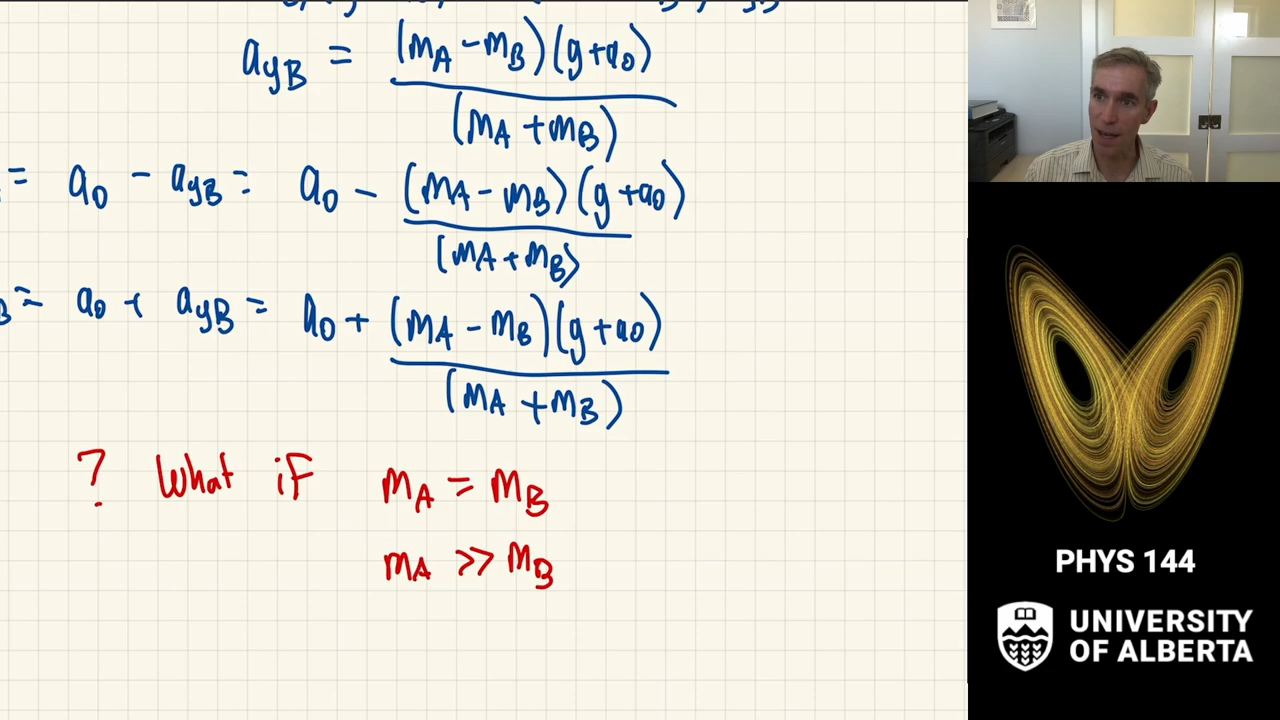 a_yB = (m_A - m_B)(g + a_0) / (m_A + m_B)
= a_0 - a_yB = a_0 - (m_A - m_B)(g + a_0) / (m_A + m_B)
B = a_0 + a_yB = a_0 + (m_A - m_B)(g + a_0) / (m_A + m_B)
? What if m_A = m_B
m_A >> m_B
PHYS 144
UNIVERSITY
OF ALBERTA